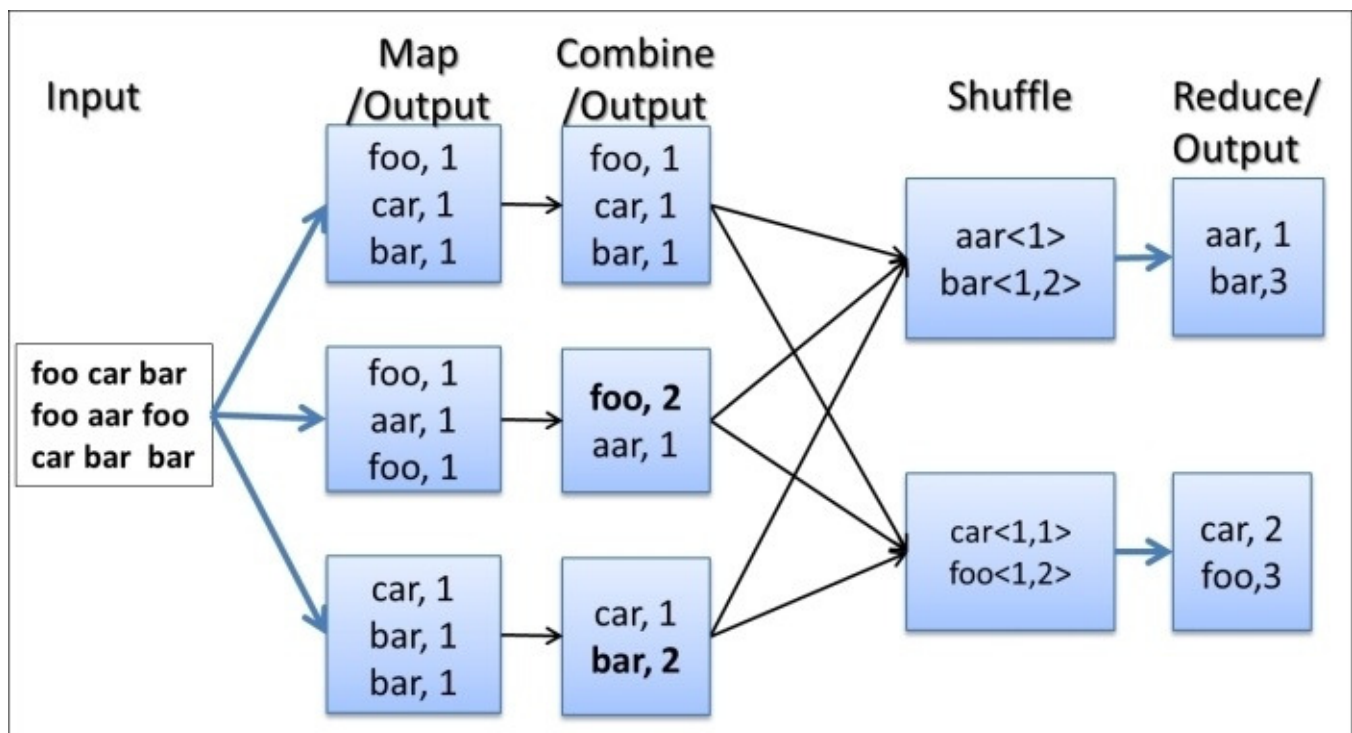 Input
Map
/Output
Combine
/Output
Shuffle
Reduce/
Output
foo car bar
foo aar foo
car bar  bar
foo, 1
car, 1
bar, 1
foo, 1
aar, 1
foo, 1
car, 1
bar, 1
bar, 1
foo, 1
car, 1
bar, 1
foo, 2
aar, 1
car, 1
bar, 2
aar<1>
bar<1,2>
car<1,1>
foo<1,2>
aar, 1
bar,3
car, 2
foo,3